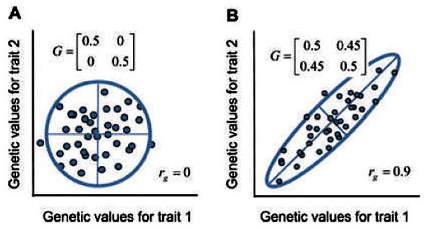 A
Genetic values for trait 2
G = [0.5 0
0 0.5]
r_g = 0
Genetic values for trait 1
B
Genetic values for trait 2
G = [0.5 0.45
0.45 0.5]
r_g = 0.9
Genetic values for trait 1